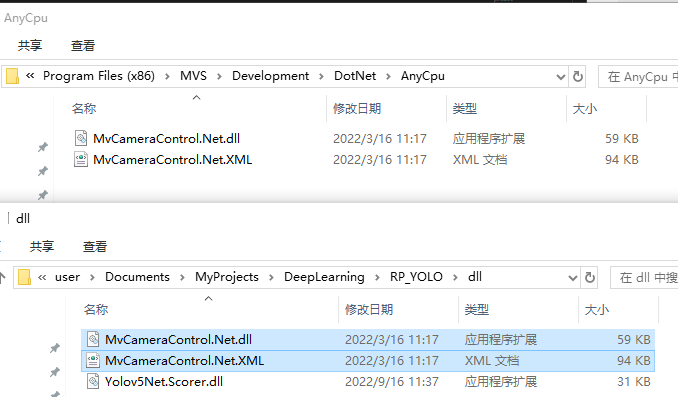 AnyCpu
共享 查看
« Program Files (x86) > MVS > Development > DotNet > AnyCpu 在 AnyCpu 中
名称 修改日期 类型 大小
MvCameraControl.Net.dll 2022/3/16 11:17 应用程序扩展 59 KB
MvCameraControl.Net.XML 2022/3/16 11:17 XML 文档 94 KB
dll
共享 查看
« user > Documents > MyProjects > DeepLearning > RP_YOLO > dll 在 dll 中搜
名称 修改日期 类型 大小
MvCameraControl.Net.dll 2022/3/16 11:17 应用程序扩展 59 KB
MvCameraControl.Net.XML 2022/3/16 11:17 XML 文档 94 KB
Yolov5Net.Scorer.dll 2022/9/16 11:37 应用程序扩展 31 KB